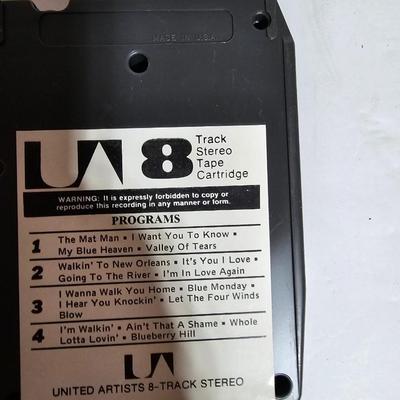 MADE IN U.S.A.
UA 8 Track
Stereo
Tape
Cartridge
WARNING: It is expressly forbidden to copy or
reproduce this recording in any manner or form.
PROGRAMS
1 The Mat Man ▪ I Want You To Know ▪
My Blue Heaven ▪ Valley Of Tears
2 Walkin' To New Orleans ▪ It's You I Love ▪
Going To The River ▪ I'm In Love Again
3 I Wanna Walk You Home ▪ Blue Monday ▪
I Hear You Knockin' ▪ Let The Four Winds
Blow
4 I'm Walkin' ▪ Ain't That A Shame ▪ Whole
Lotta Lovin' ▪ Blueberry Hill
UA
UNITED ARTISTS 8-TRACK STEREO